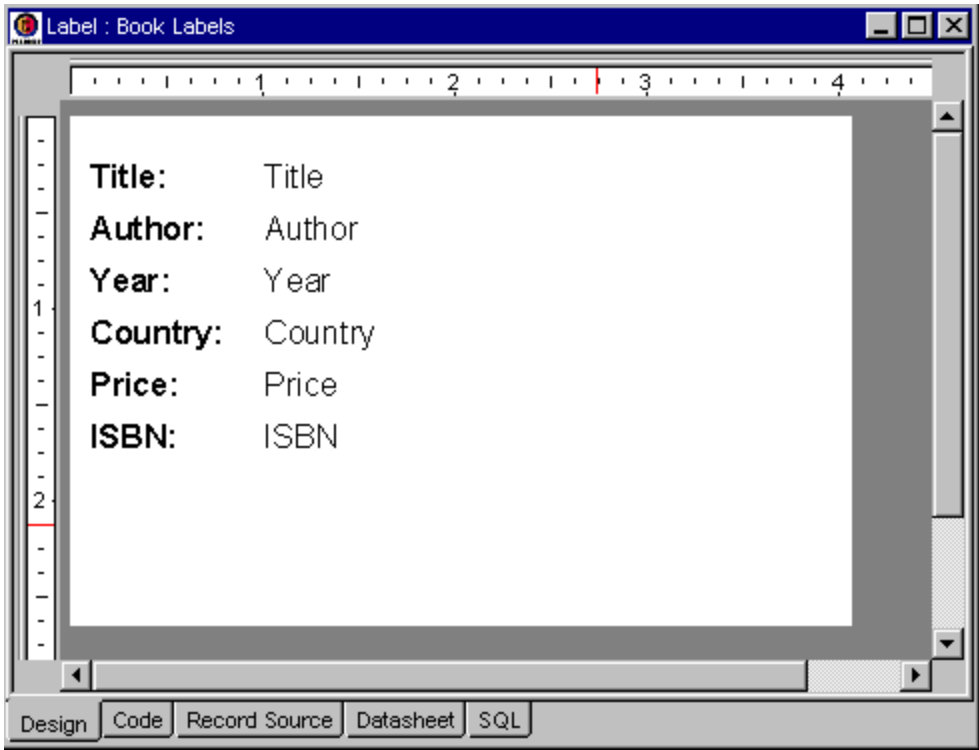 Label : Book Labels
1 2 3 4
Title: Title
Author: Author
Year: Year
1
Country: Country
Price: Price
ISBN: ISBN
2
Design Code Record Source Datasheet SQL